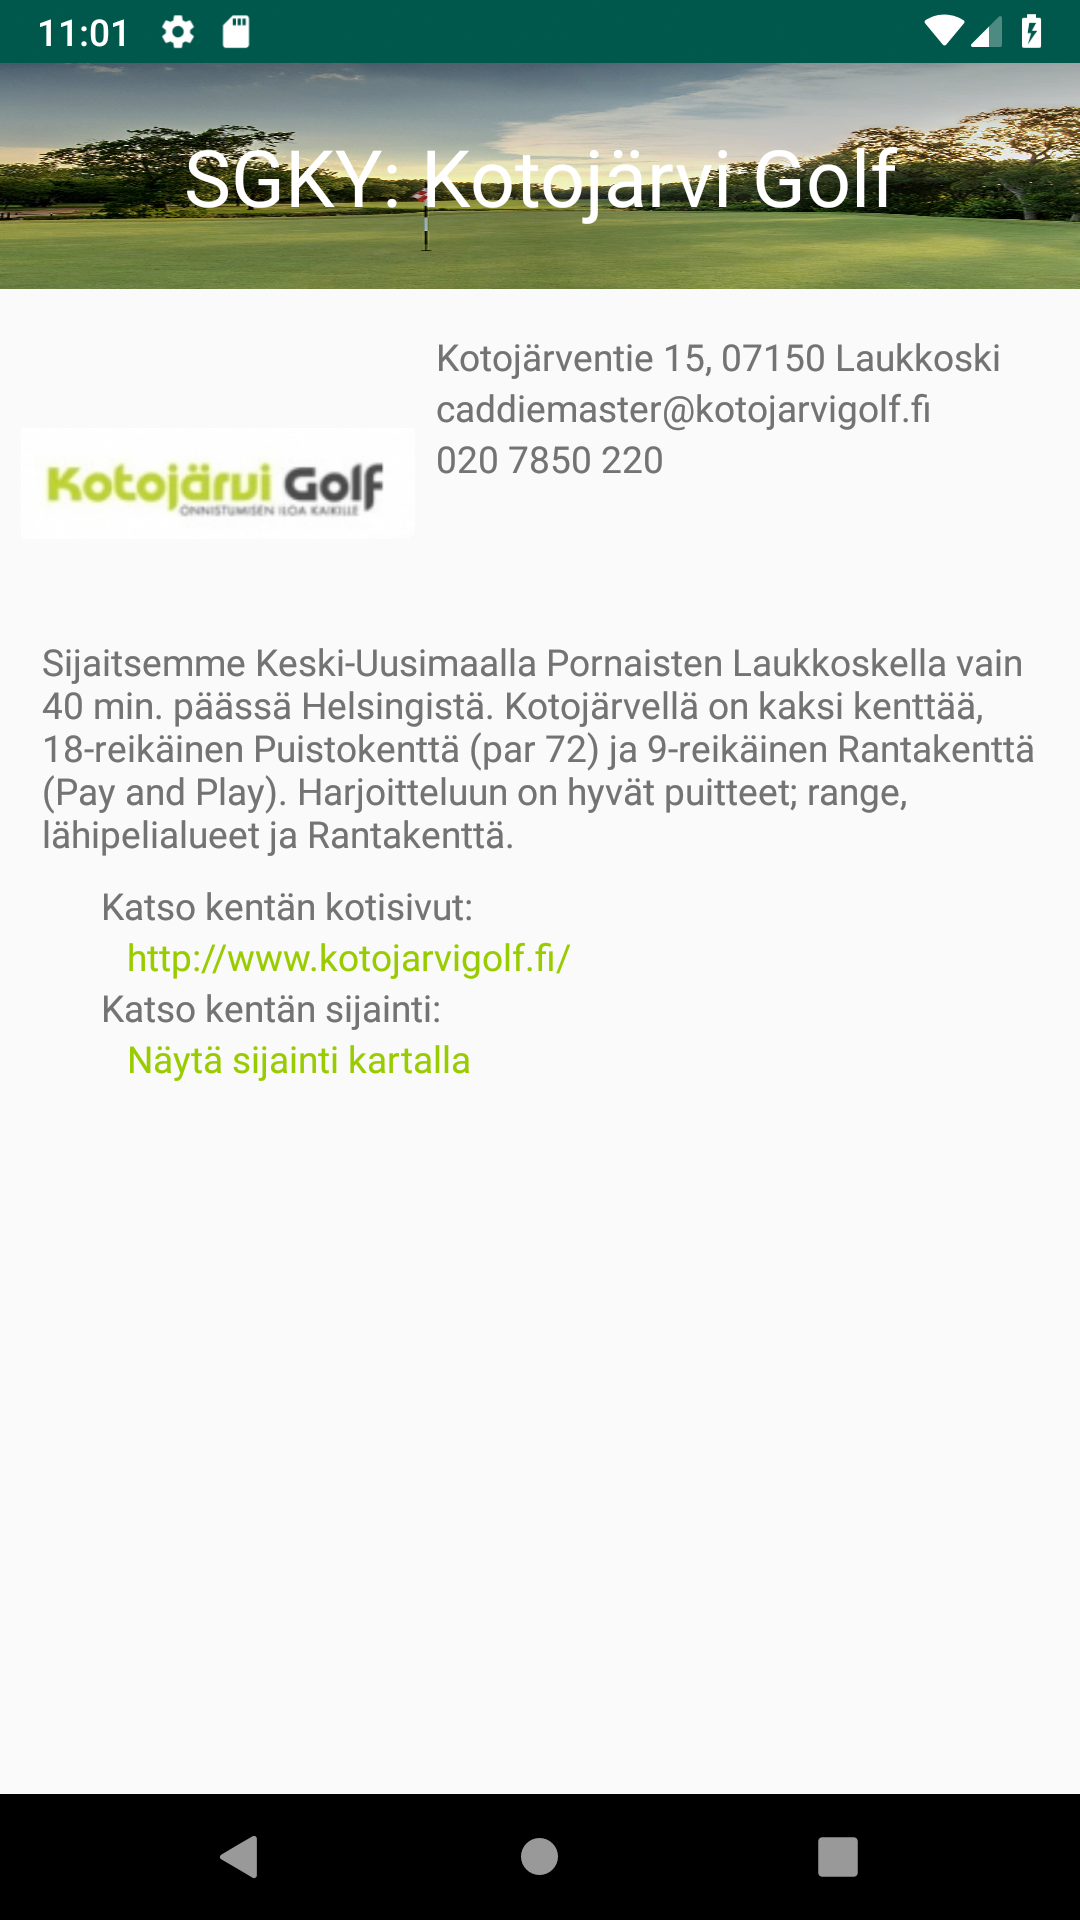 11:01
SGKY: Kotojärvi Golf
Kotojärventie 15, 07150 Laukkoski
caddiemaster@kotojarvigolf.fi
020 7850 220
Kotojärvi Golf
ONNISTUMISEN ILOA KAIKILLE
Sijaitsemme Keski-Uusimaalla Pornaisten Laukkoskella vain
40 min. päässä Helsingistä. Kotojärvellä on kaksi kenttää,
18-reikäinen Puistokenttä (par 72) ja 9-reikäinen Rantakenttä
(Pay and Play). Harjoitteluun on hyvät puitteet; range,
lähipelialueet ja Rantakenttä.
Katso kentän kotisivut:
http://www.kotojarvigolf.fi/
Katso kentän sijainti:
Näytä sijainti kartalla